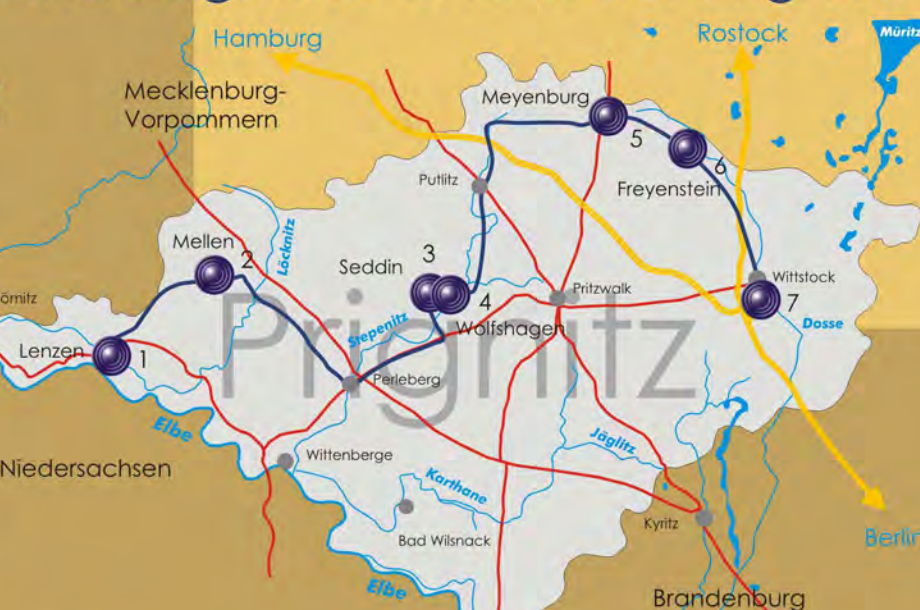 Hamburg
Rostock
Müritz
Mecklenburg-
Vorpommern
Meyenburg
5
6
Putlitz
Freyenstein
Mellen
2
Löcknitz
Seddin
3
4
Pritzwalk
Wittstock
7
ömitz
Prignitz
Stepenitz
Wolfshagen
Dosse
Lenzen
1
Perleberg
Elbe
Wittenberge
Jäglitz
Niedersachsen
Karthane
Kyritz
Bad Wilsnack
Berlin
Elbe
Brandenburg